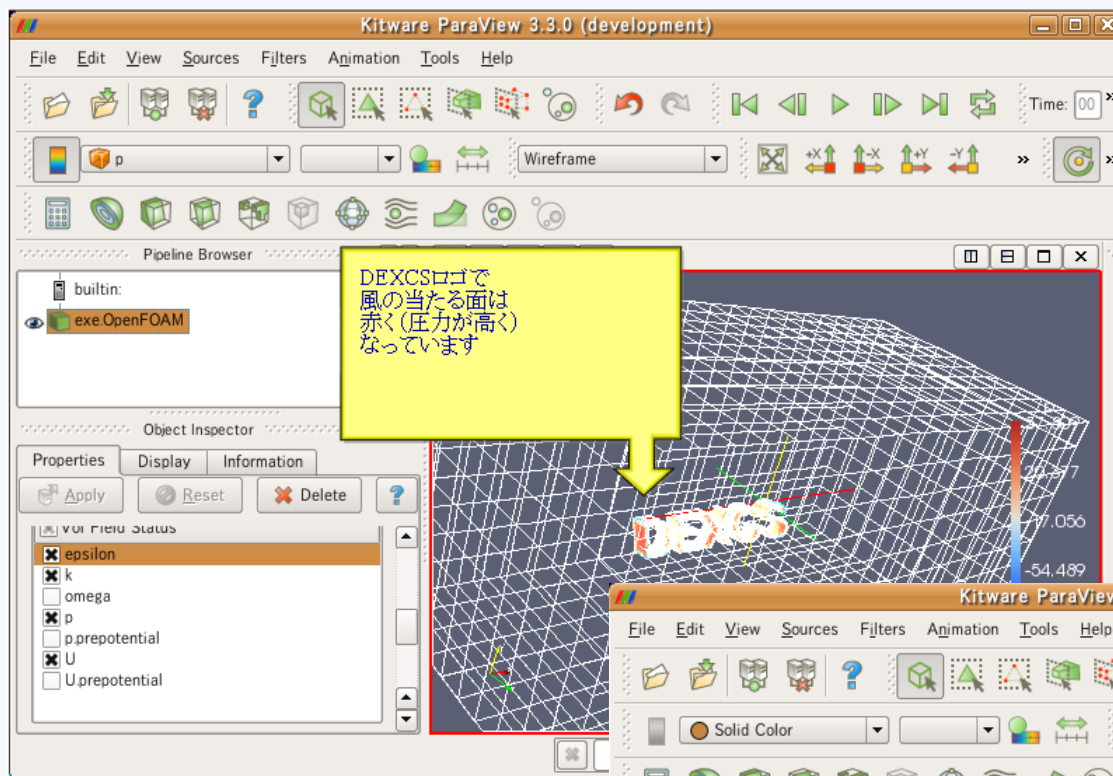 Kitware ParaView 3.3.0 (development)
File Edit View Sources Filters Animation Tools Help
Time: 00
p
Wireframe
+X -X +Y -Y
Pipeline Browser
builtin:
exe.OpenFOAM
DEXCSロゴで
風の当たる面は
赤く(圧力が高く)
なっています
Object Inspector
Properties Display Information
Apply Reset Delete
Vol Field Status
epsilon
k
omega
p
p.prepotential
U
U.prepotential
DEXCS
-54.489
Kitware ParaView
File Edit View Sources Filters Animation Tools Help
Solid Color